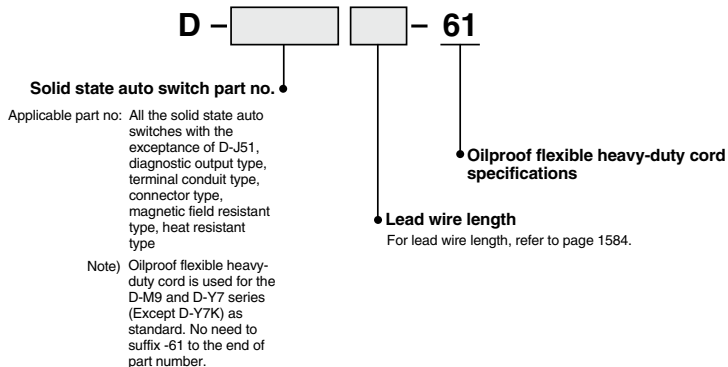 D – – 61
Solid state auto switch part no.
Applicable part no: All the solid state auto
switches with the
exceptance of D-J51,
diagnostic output type,
terminal conduit type,
connector type,
magnetic field resistant
type, heat resistant
type
Note) Oilproof flexible heavy-
duty cord is used for the
D-M9 and D-Y7 series
(Except D-Y7K) as
standard. No need to
suffix -61 to the end of
part number.
Oilproof flexible heavy-duty cord
specifications
Lead wire length
For lead wire length, refer to page 1584.